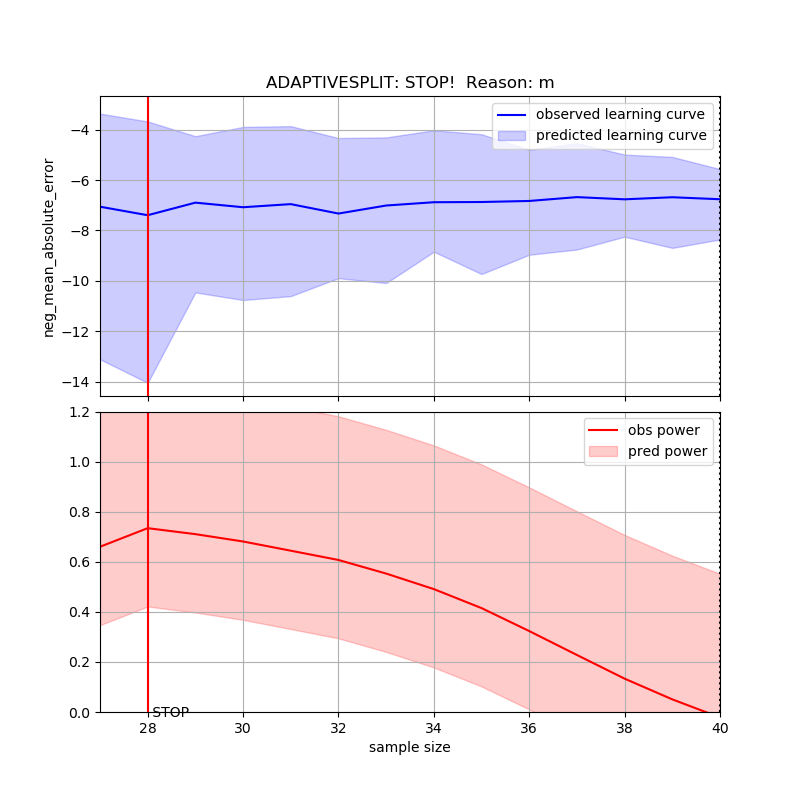 ADAPTIVESPLIT: STOP!  Reason: m
observed learning curve
predicted learning curve
neg_mean_absolute_error
−4
−6
−8
−10
−12
−14
obs power
pred power
1.2
1.0
0.8
0.6
0.4
0.2
0.0
STOP
28
30
32
34
36
38
40
sample size